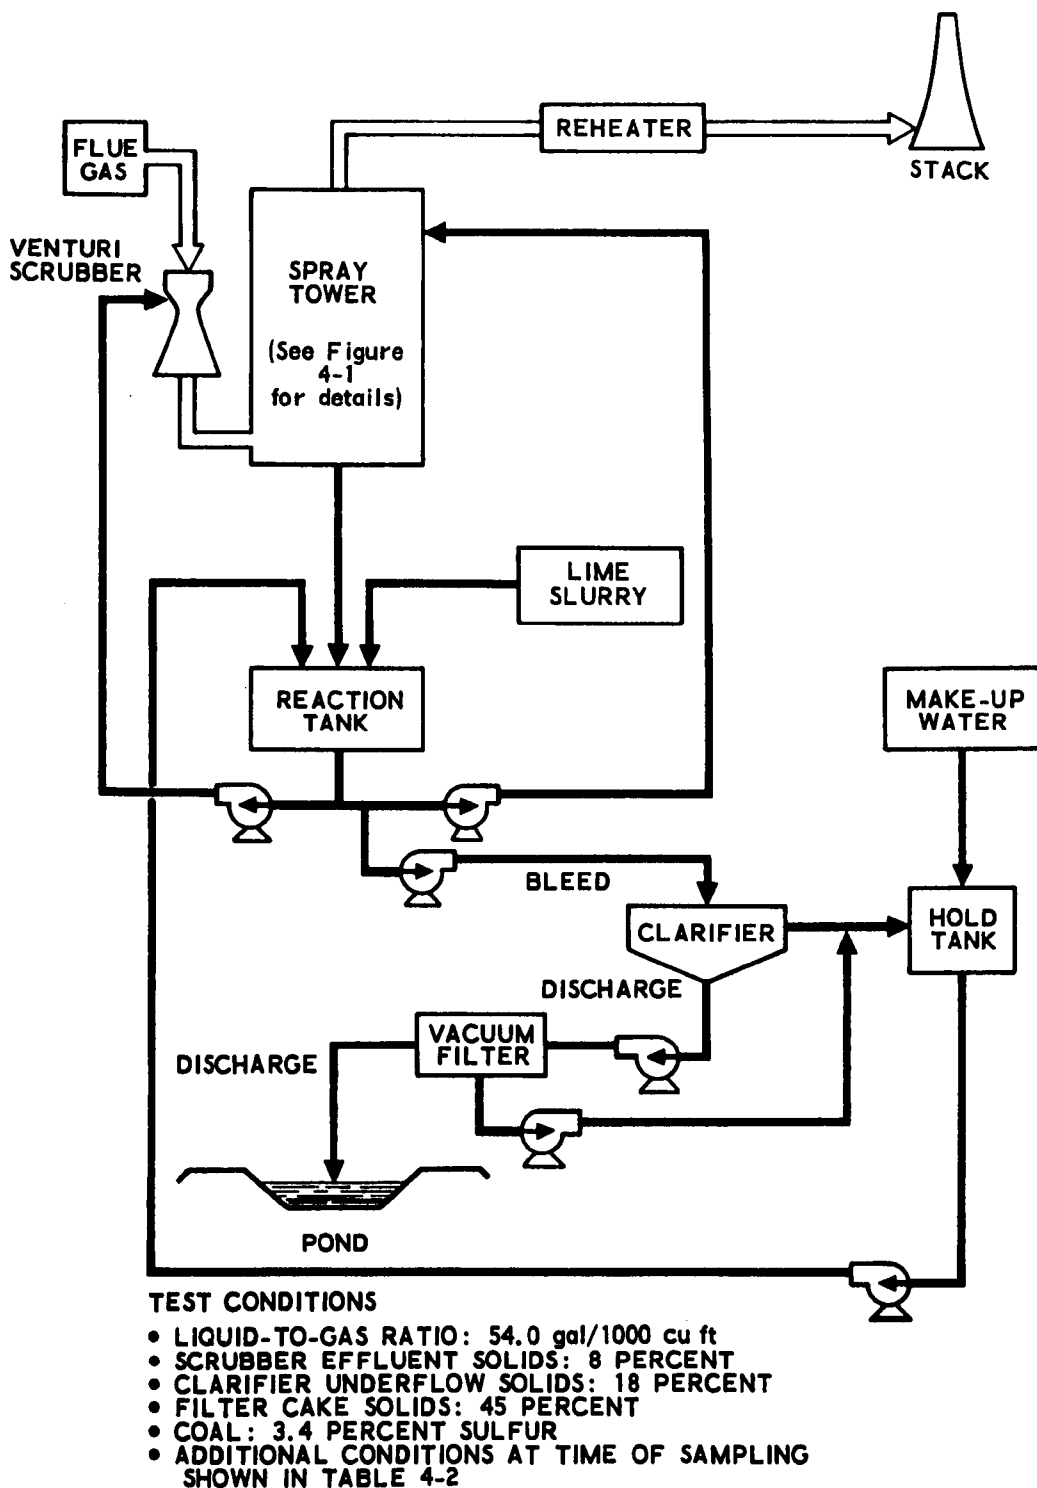 REHEATER
STACK
FLUE
GAS
VENTURI
SCRUBBER
SPRAY
TOWER
(See Figure
4-1
for details)
LIME
SLURRY
REACTION
TANK
MAKE-UP
WATER
BLEED
CLARIFIER
HOLD
TANK
DISCHARGE
VACUUM
FILTER
DISCHARGE
POND
TEST CONDITIONS
• LIQUID-TO-GAS RATIO: 54.0 gal/1000 cu ft
• SCRUBBER EFFLUENT SOLIDS: 8 PERCENT
• CLARIFIER UNDERFLOW SOLIDS: 18 PERCENT
• FILTER CAKE SOLIDS: 45 PERCENT
• COAL: 3.4 PERCENT SULFUR
• ADDITIONAL CONDITIONS AT TIME OF SAMPLING
SHOWN IN TABLE 4-2